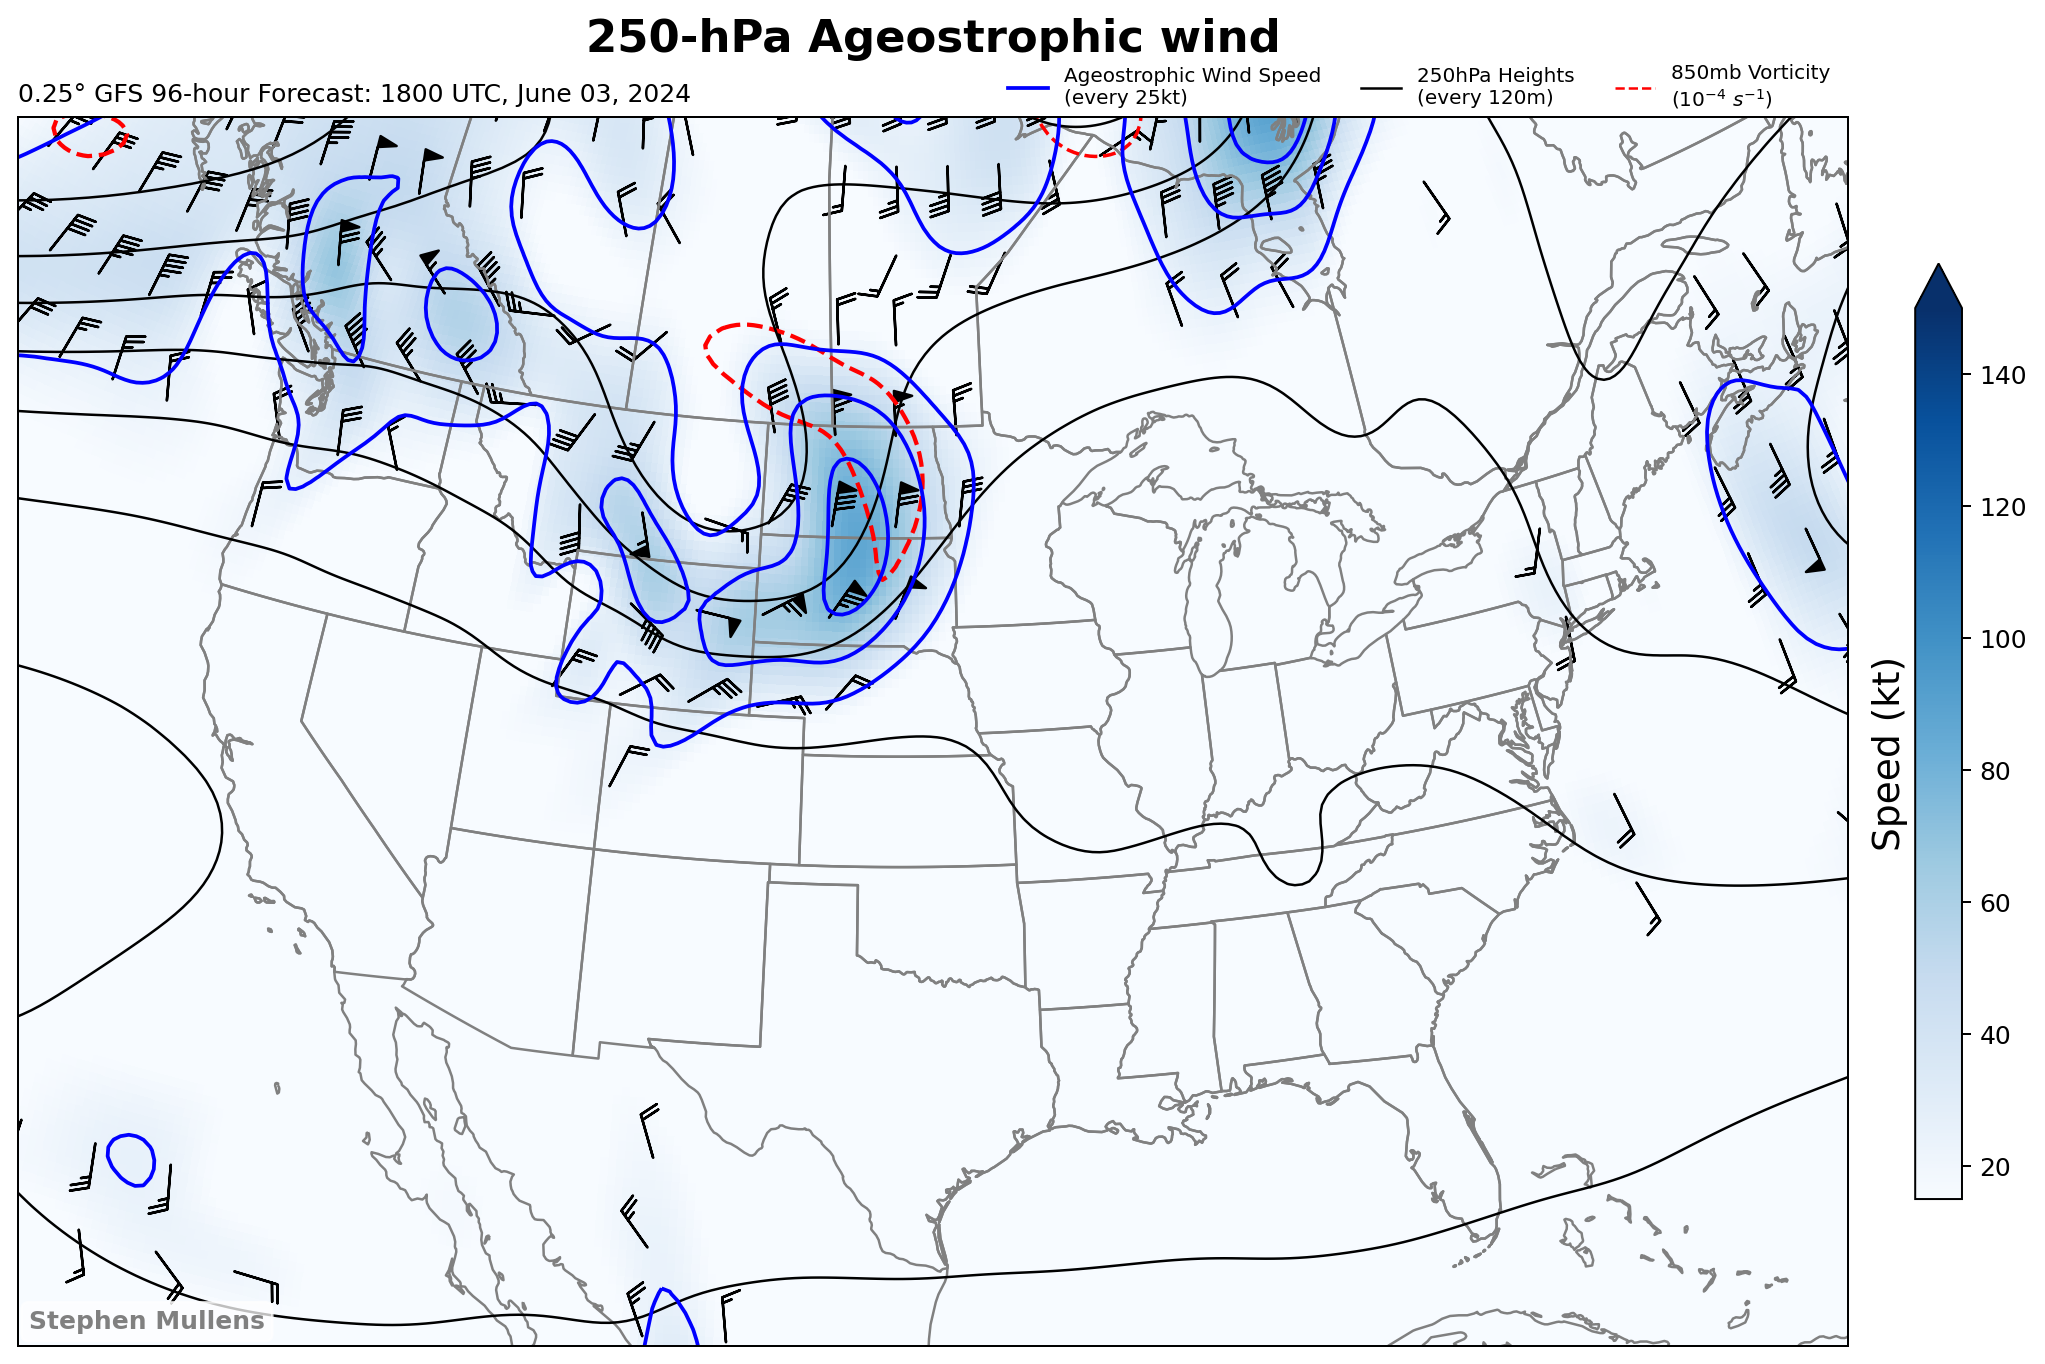 250-hPa Ageostrophic wind
0.25° GFS 96-hour Forecast: 1800 UTC, June 03, 2024
Ageostrophic Wind Speed
(every 25kt)
250hPa Heights
(every 120m)
850mb Vorticity
(10⁻⁴ s⁻¹)
140
120
100
80
60
40
20
Speed (kt)
Stephen Mullens